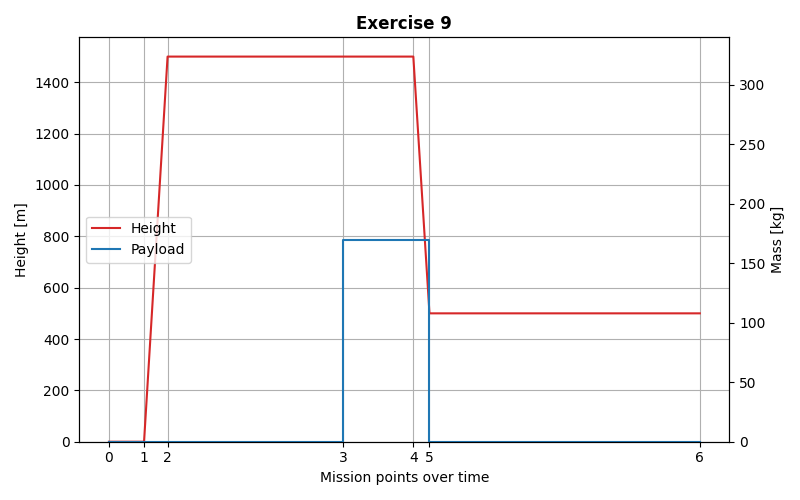 Exercise 9
Height [m]
1400
1200
1000
800
600
400
200
0
Height
Payload
300
250
200
150
100
50
0
Mass [kg]
0 1 2 3 4 5 6
Mission points over time